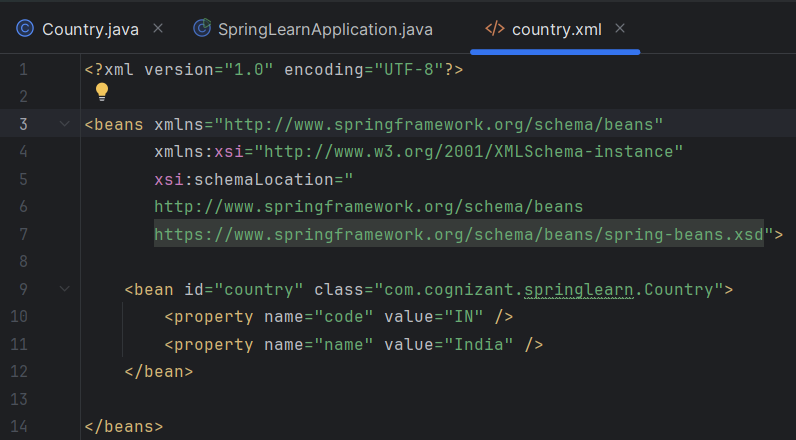 Country.java
SpringLearnApplication.java
</> country.xml
1 <?xml version="1.0" encoding="UTF-8"?>
2
3 <beans xmlns="http://www.springframework.org/schema/beans"
4 xmlns:xsi="http://www.w3.org/2001/XMLSchema-instance"
5 xsi:schemaLocation="
6 http://www.springframework.org/schema/beans
7 https://www.springframework.org/schema/beans/spring-beans.xsd">
8
9 <bean id="country" class="com.cognizant.springlearn.Country">
10 <property name="code" value="IN" />
11 <property name="name" value="India" />
12 </bean>
13
14 </beans>